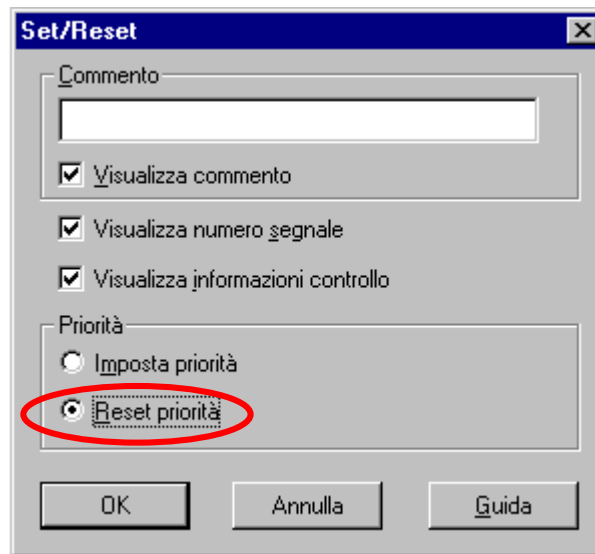 Set/Reset
Commento
Visualizza commento
Visualizza numero segnale
Visualizza informazioni controllo
Priorità
Imposta priorità
Reset priorità
OK Annulla Guida